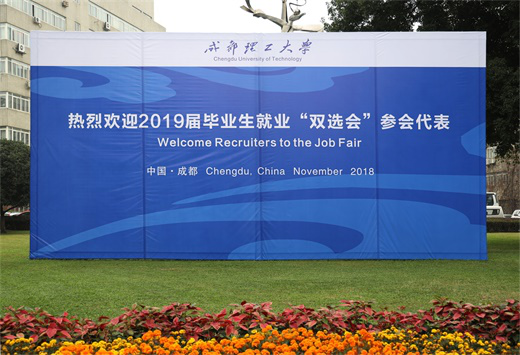 成都理工大学
Chengdu University of Technology
热烈欢迎2019届毕业生就业“双选会”参会代表
Welcome Recruiters to the Job Fair
中国·成都 Chengdu, China November 2018